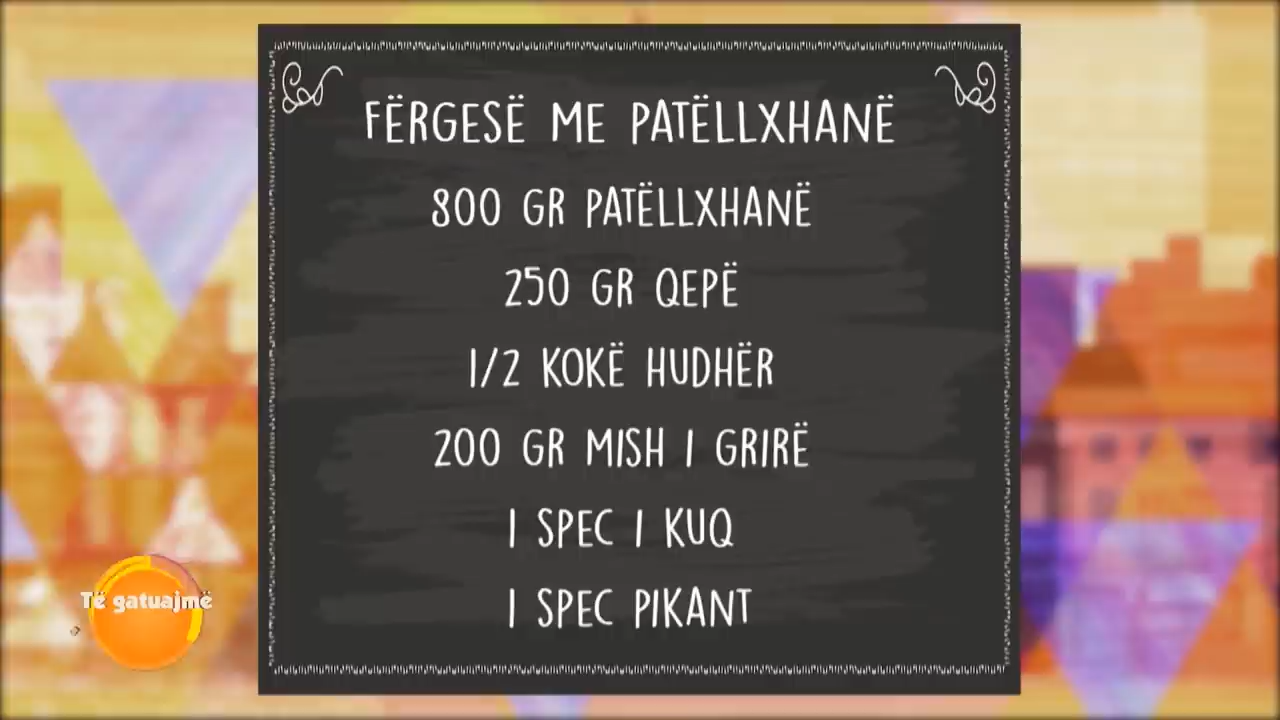 FËRGESË ME PATËLLXHANË
800 GR PATËLLXHANË
250 GR QEPË
1/2 KOKË HUDHËR
200 GR MISH I GRIRË
1 SPEC I KUQ
1 SPEC PIKANT
Të gatuajmë